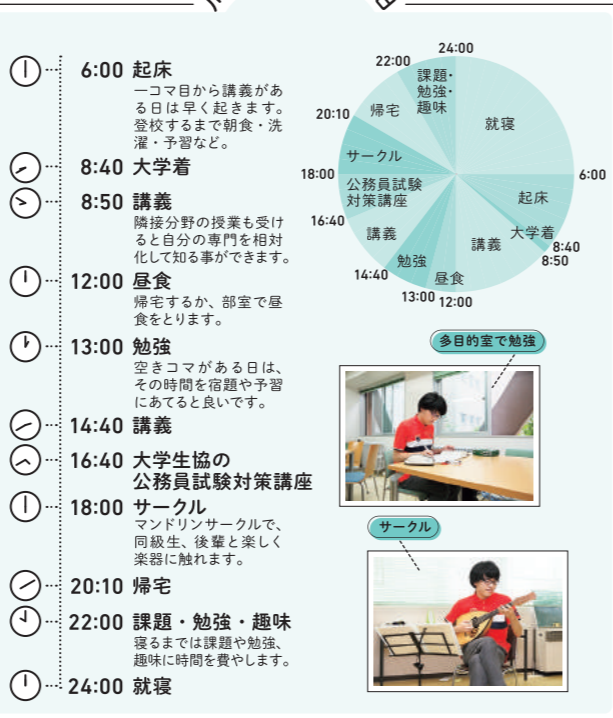 6:00 起床
一コマ目から講義があ
る日は早く起きます。
登校するまで朝食・洗
濯・予習など。
8:40 大学着
8:50 講義
隣接分野の授業も受け
ると自分の専門を相対
化して知る事ができます。
12:00 昼食
帰宅するか、部室で昼
食をとります。
13:00 勉強
空きコマがある日は、
その時間を宿題や予習
にあてると良いです。
14:40 講義
16:40 大学生協の
公務員試験対策講座
18:00 サークル
マンドリンサークルで、
同級生、後輩と楽しく
楽器に触れます。
20:10 帰宅
22:00 課題・勉強・趣味
寝るまでは課題や勉強、
趣味に時間を費やします。
24:00 就寝
24:00
22:00
課題・
勉強・
趣味
帰宅
就寝
20:10
サークル
18:00
6:00
公務員試験
対策講座
起床
16:40
大学着
講義
講義
8:40
8:50
勉強
14:40
昼食
13:00
12:00
多目的室で勉強
サークル